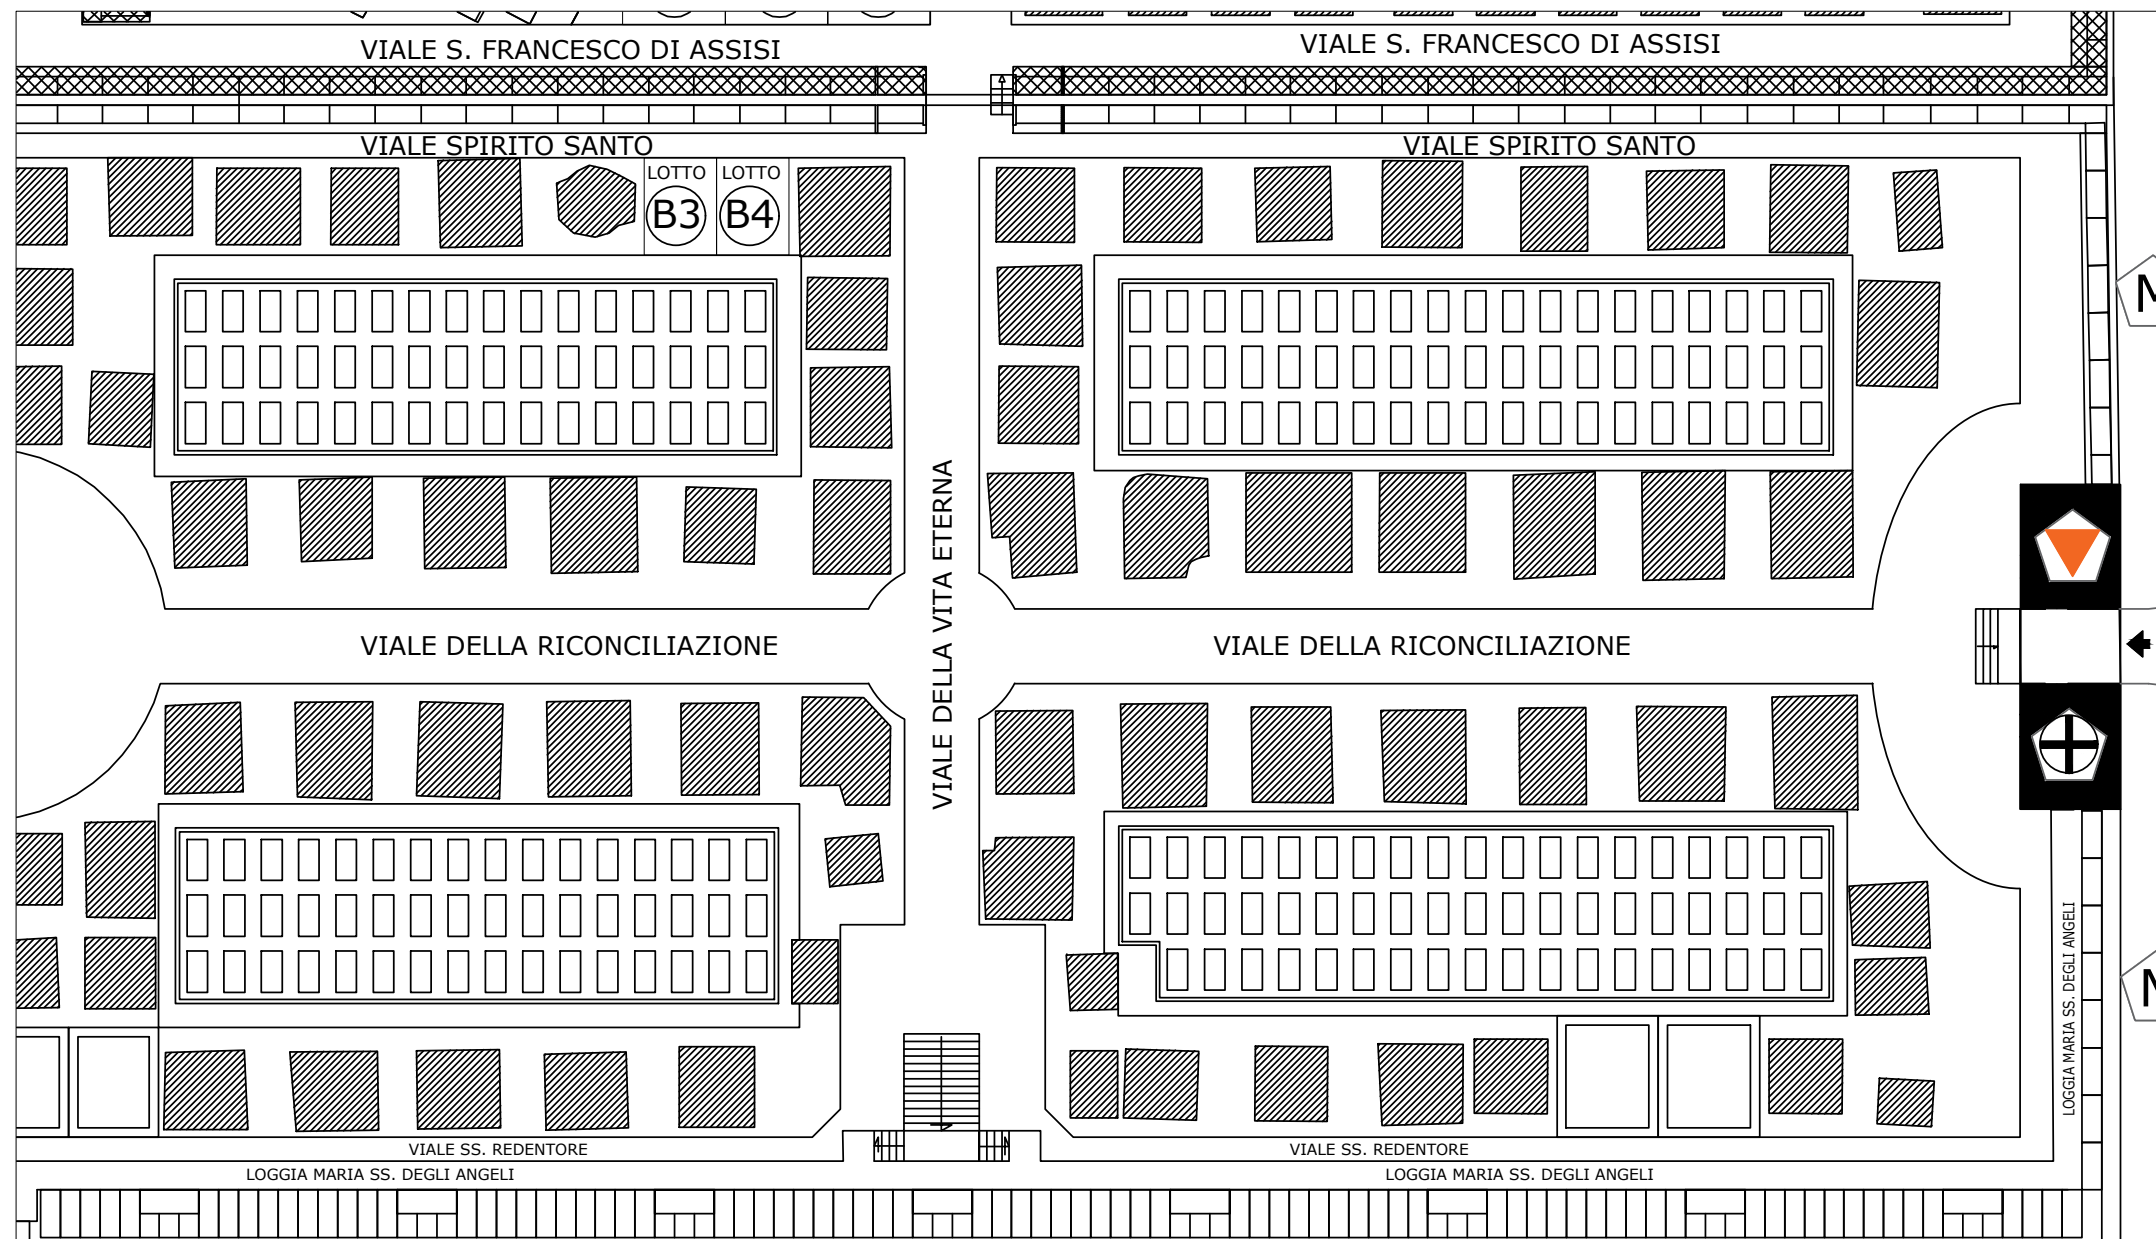 VIALE S. FRANCESCO DI ASSISI
VIALE S. FRANCESCO DI ASSISI
VIALE SPIRITO SANTO
VIALE SPIRITO SANTO
LOTTO
B3
LOTTO
B4
VIALE DELLA VITA ETERNA
VIALE DELLA RICONCILIAZIONE
VIALE DELLA RICONCILIAZIONE
LOGGIA MARIA SS. DEGLI ANGELI
VIALE SS. REDENTORE
VIALE SS. REDENTORE
LOGGIA MARIA SS. DEGLI ANGELI
LOGGIA MARIA SS. DEGLI ANGELI